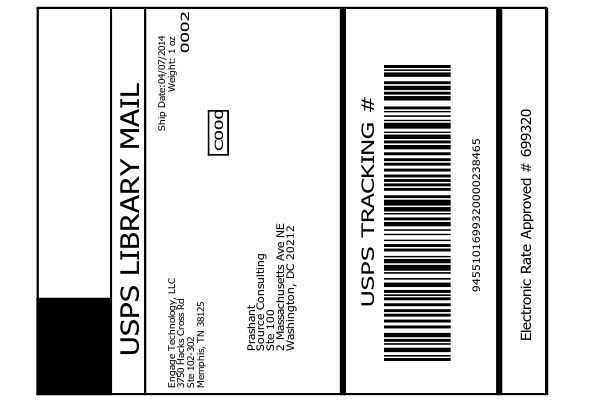 USPS LIBRARY MAIL
Ship Date:04/07/2014
Weight: 1 oz
0002
C000
Engage Technology, LLC
3750 Hacks Cross Rd
Ste 102-302
Memphis, TN 38125
Prashant
Source Consulting
Ste 100
2 Massachusetts Ave NE
Washington, DC 20212
USPS TRACKING #
9455101699320000238465
Electronic Rate Approved # 699320